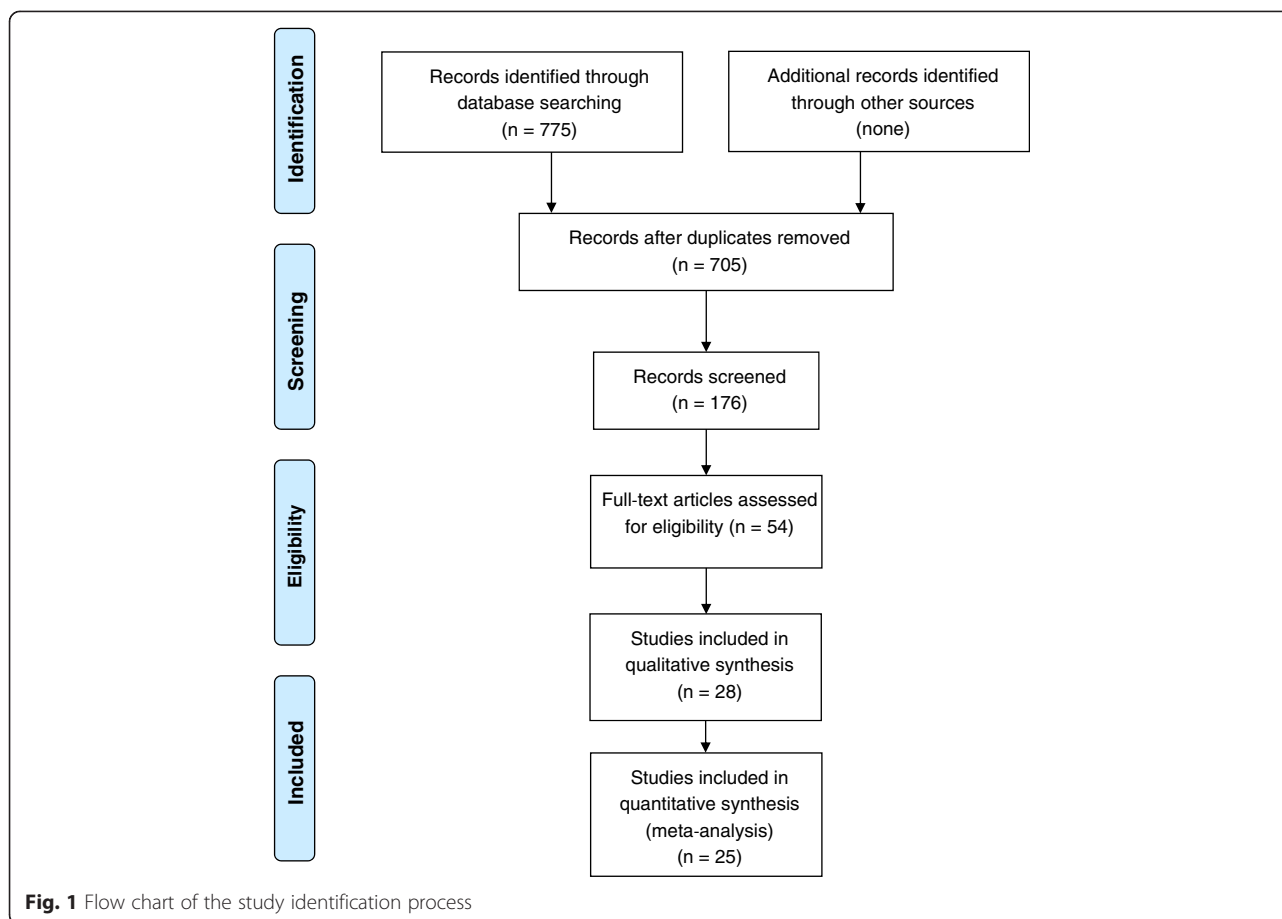 Identification
Records identified through
database searching
(n = 775)
Additional records identified
through other sources
(none)
Records after duplicates removed
(n = 705)
Screening
Records screened
(n = 176)
Eligibility
Full-text articles assessed
for eligibility (n = 54)
Studies included in
qualitative synthesis
(n = 28)
Included
Studies included in
quantitative synthesis
(meta-analysis)
(n = 25)
Fig. 1 Flow chart of the study identification process